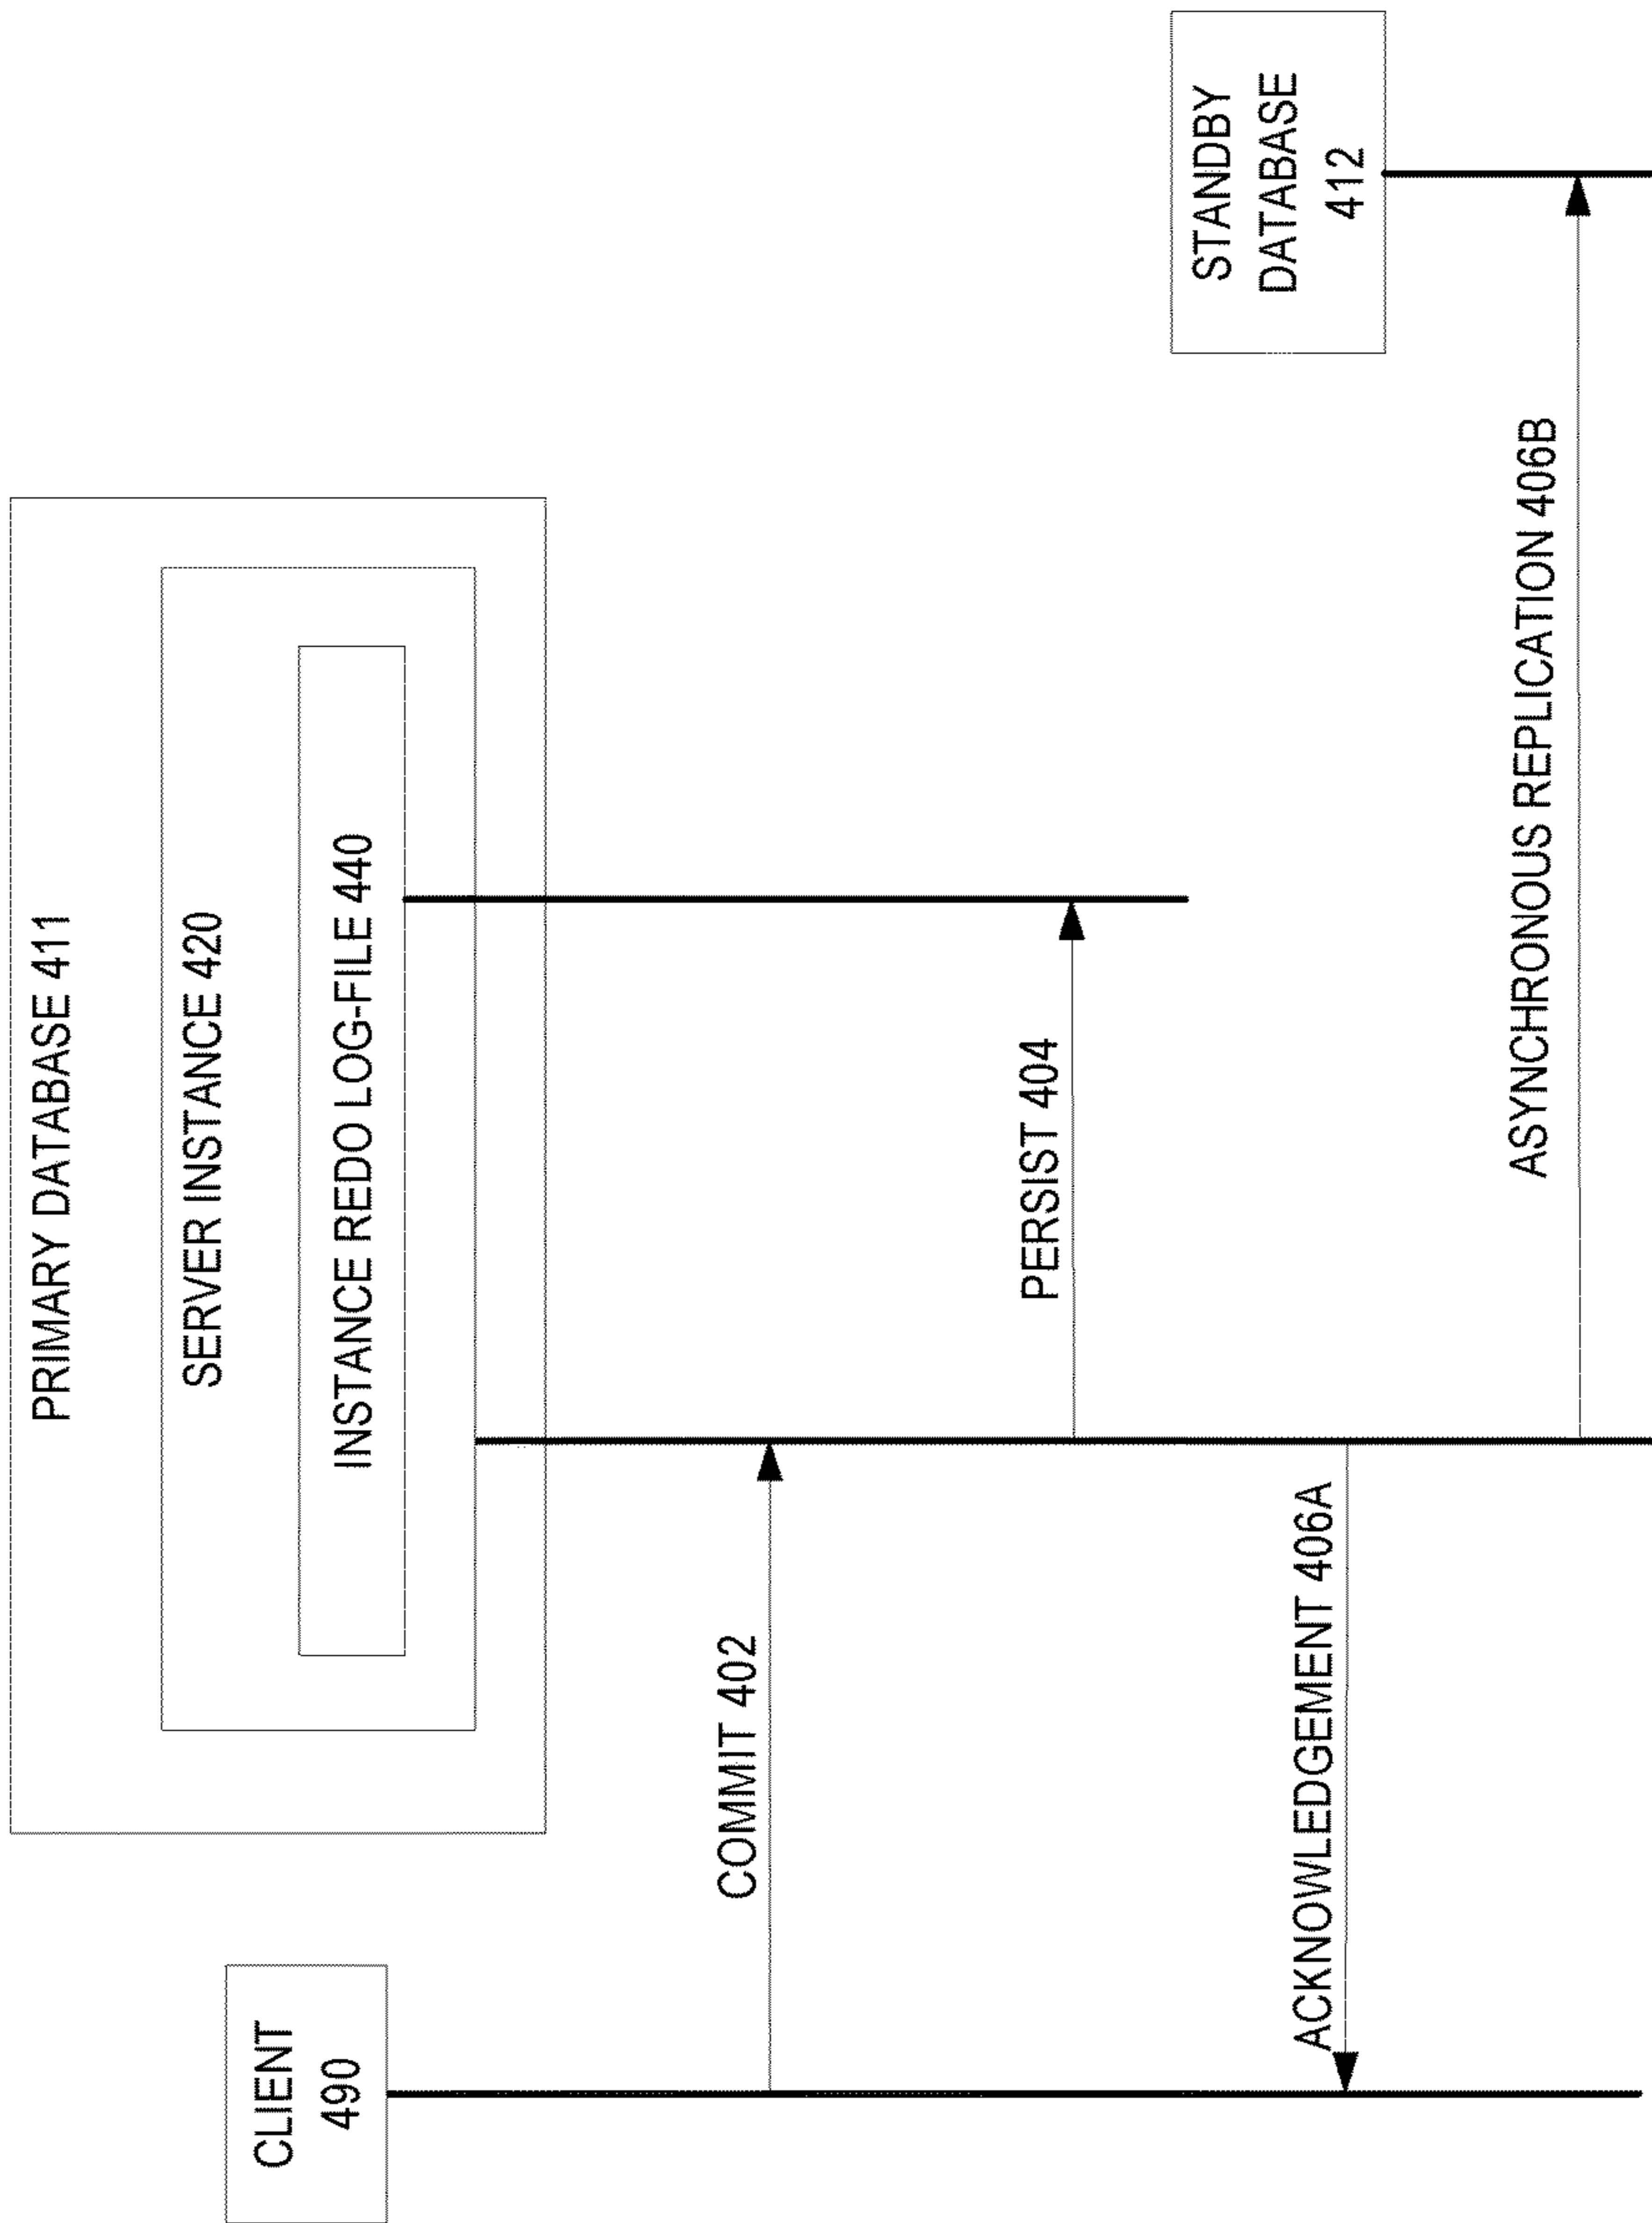 PRIMARY DATABASE 411
SERVER INSTANCE 420
INSTANCE REDO LOG-FILE 440
CLIENT
490
STANDBY
DATABASE
412
COMMIT 402
PERSIST 404
ACKNOWLEDGEMENT 406A
ASYNCHRONOUS REPLICATION 406B